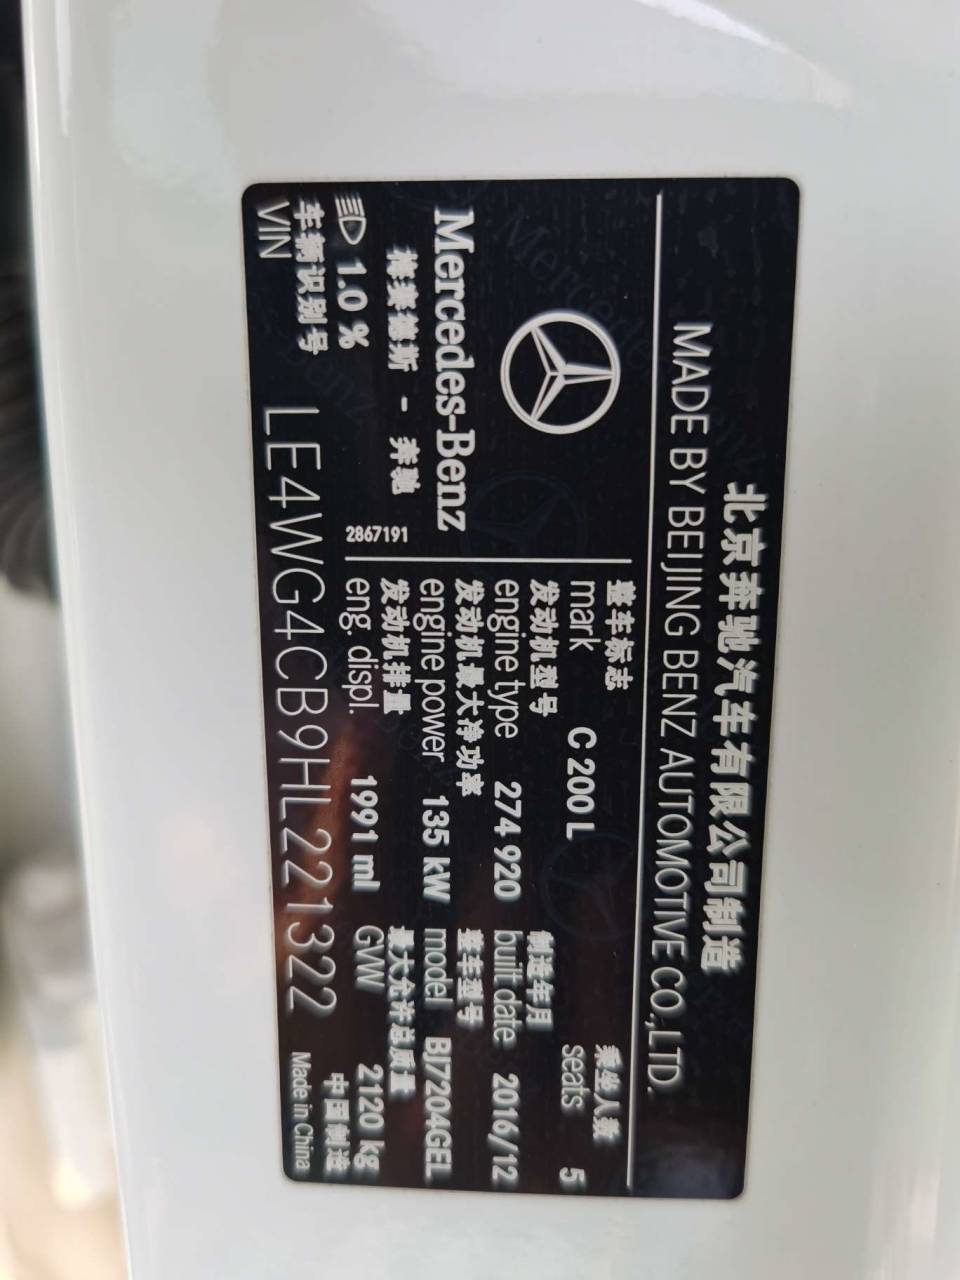 北京奔驰汽车有限公司制造
MADE BY BEIJING BENZ AUTOMOTIVE CO.,LTD.
Mercedes-Benz
梅赛德斯 - 奔驰
1.0 %
2867191
整车标志
mark C 200 L
乘坐人数
seats 5
发动机型号
engine type 274 920
制造年月
built date 2016/12
发动机最大净功率
engine power 135 kW
整车型号
model BJ7204GEL
发动机排量
eng. displ. 1991 ml
最大允许总质量
GVW 2120 kg
车辆识别号
VIN LE4WG4CB9HL221322
中国制造
Made in China